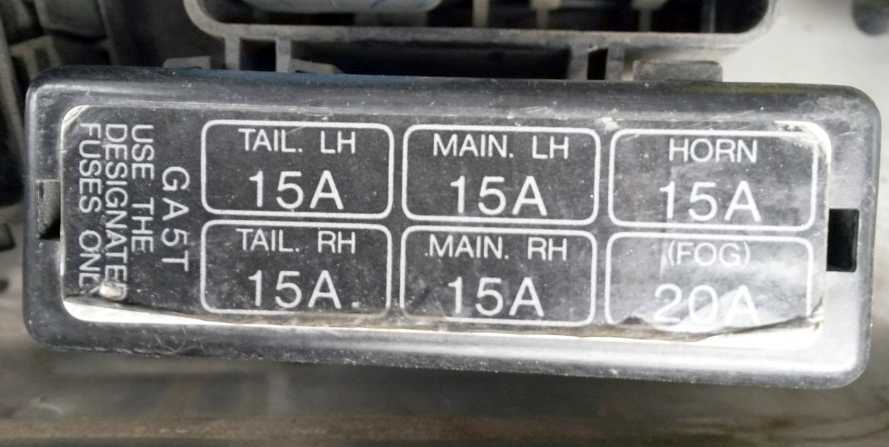 TAIL. LH
15A
MAIN. LH
15A
HORN
15A
TAIL. RH
15A
MAIN. RH
15A
(FOG)
20A
GA5T
USE THE
DESIGNATED
FUSES